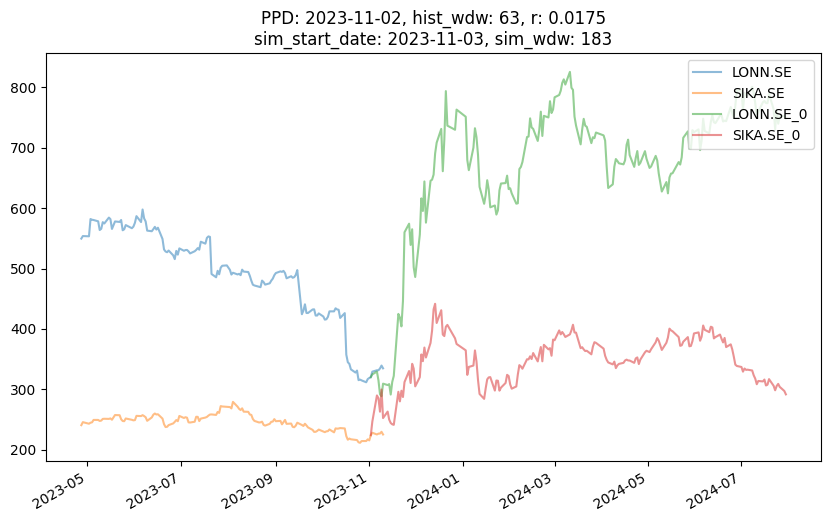 PPD: 2023-11-02, hist_wdw: 63, r: 0.0175
sim_start_date: 2023-11-03, sim_wdw: 183
LONN.SE
SIKA.SE
LONN.SE_0
SIKA.SE_0
800
700
600
500
400
300
200
2023-05
2023-07
2023-09
2023-11
2024-01
2024-03
2024-05
2024-07